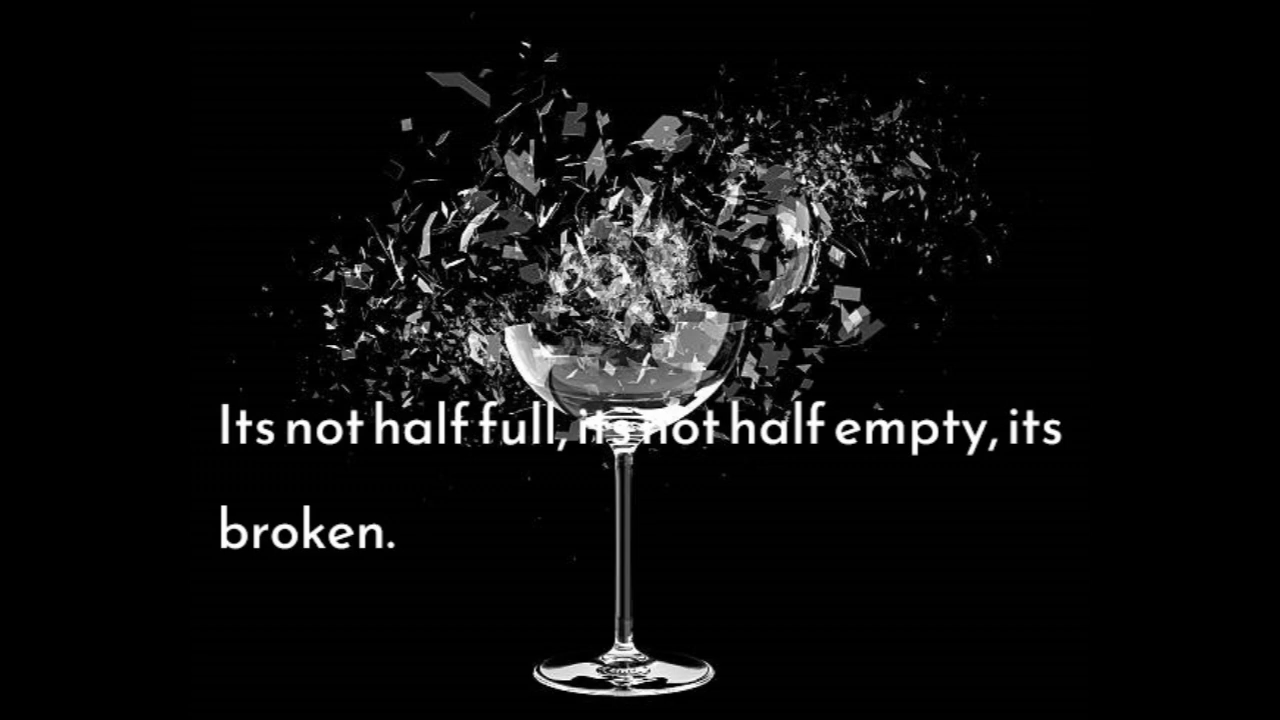 Its not half full, its not half empty, its
broken.